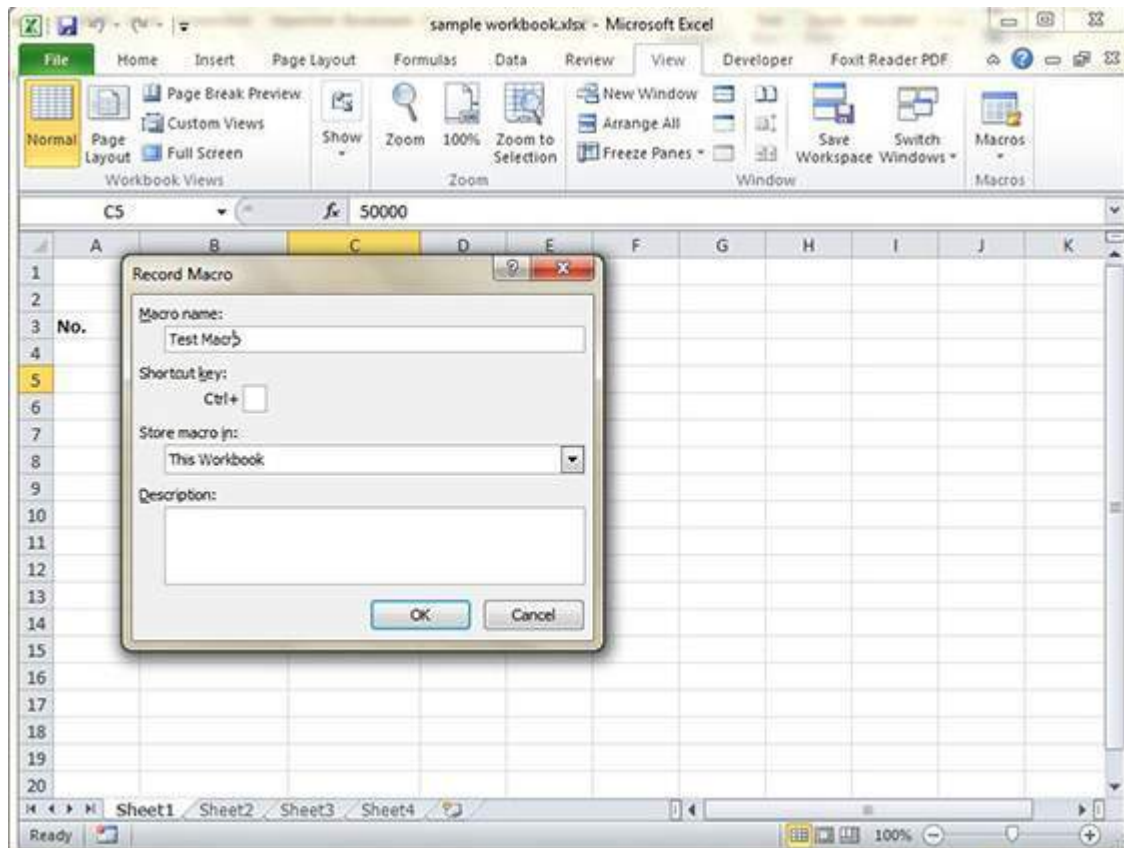 sample workbook.xlsx - Microsoft Excel
File Home Insert Page Layout Formulas Data Review View Developer Foxit Reader PDF
Normal
Page Layout
Page Break Preview
Custom Views
Full Screen
Workbook Views
Show
Zoom
100%
Zoom to Selection
Zoom
New Window
Arrange All
Freeze Panes
Save Workspace
Switch Windows
Window
Macros
Macros
C5 fx 50000
A B C D E F G H I J K
1
2
3 No.
4
5
6
7
8
9
10
11
12
13
14
15
16
17
18
19
20
Record Macro
Macro name:
Test Macro
Shortcut key:
Ctrl+
Store macro in:
This Workbook
Description:
OK Cancel
Sheet1 Sheet2 Sheet3 Sheet4
Ready 100%